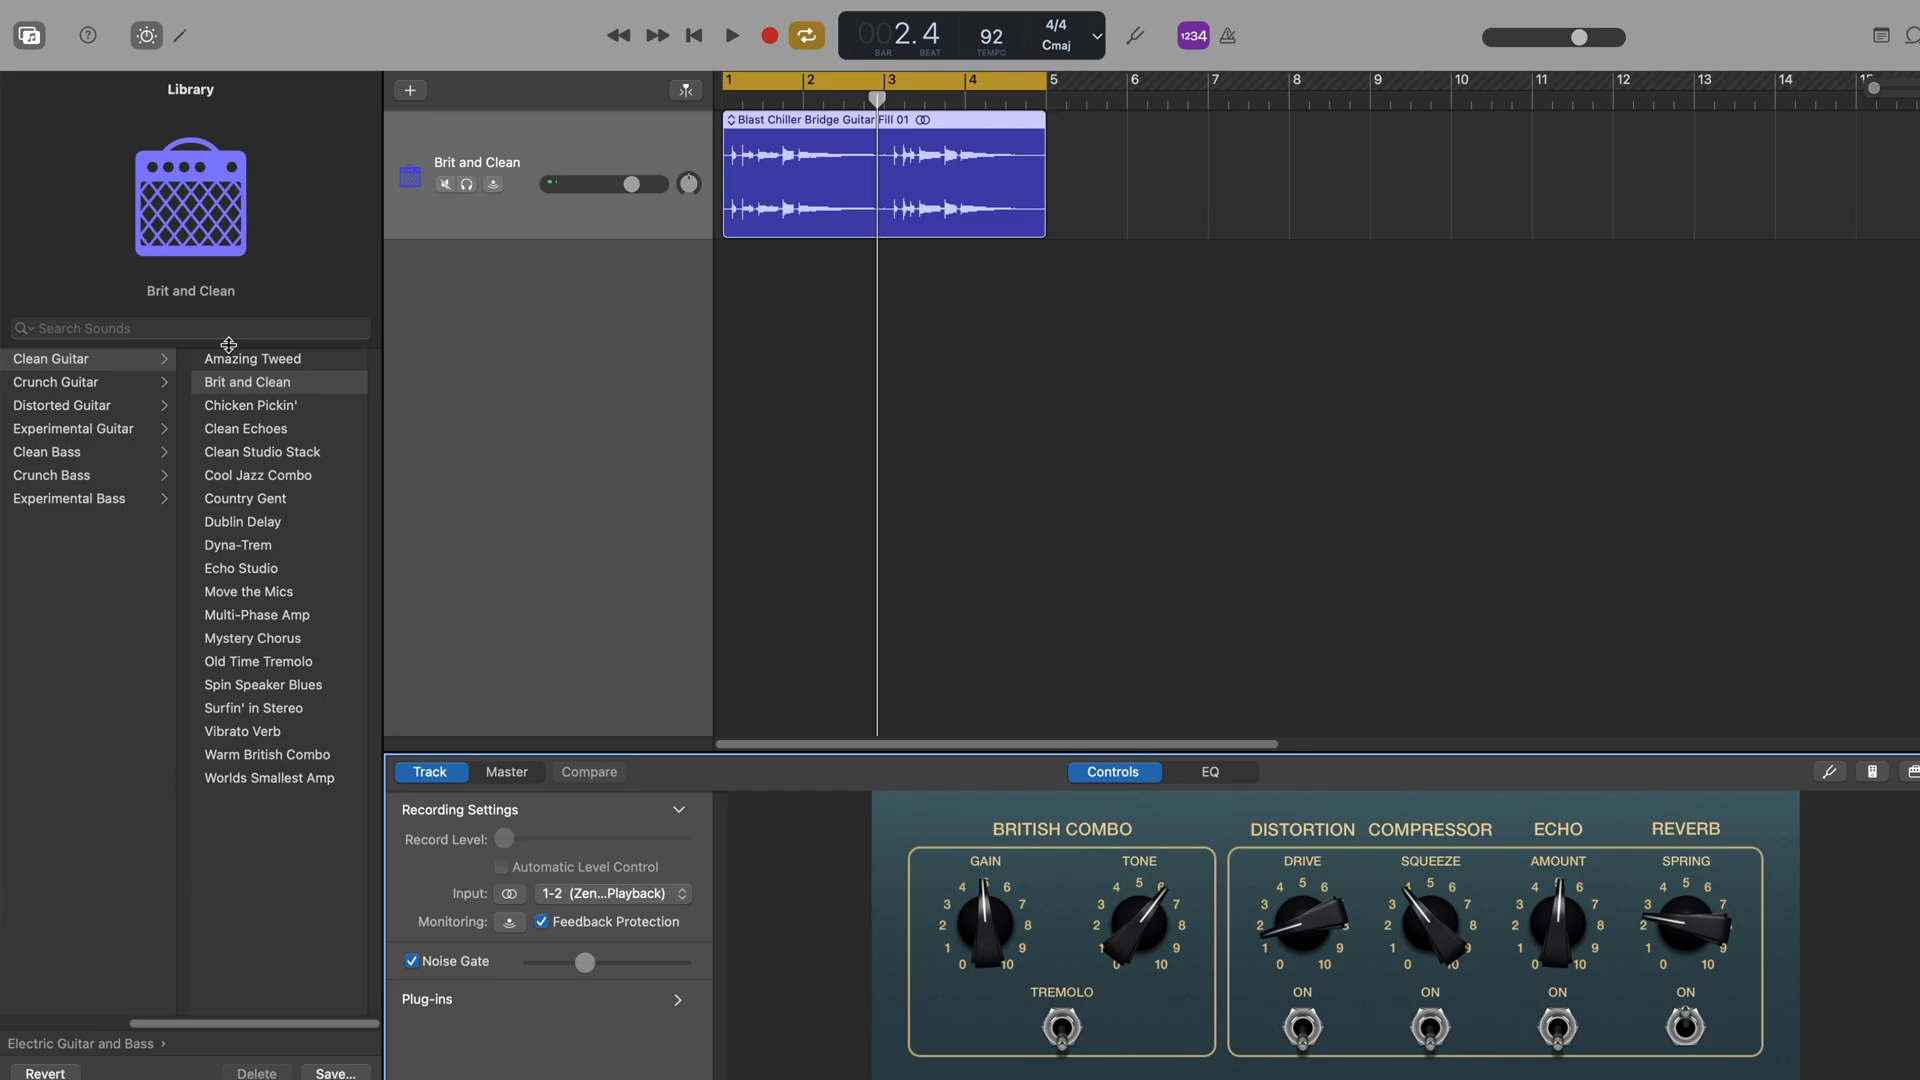 002.4
BAR BEAT
92
TEMPO
4/4
Cmaj
1234
Library
Brit and Clean
Search Sounds
Clean Guitar
Crunch Guitar
Distorted Guitar
Experimental Guitar
Clean Bass
Crunch Bass
Experimental Bass
Amazing Tweed
Brit and Clean
Chicken Pickin'
Clean Echoes
Clean Studio Stack
Cool Jazz Combo
Country Gent
Dublin Delay
Dyna-Trem
Echo Studio
Move the Mics
Multi-Phase Amp
Mystery Chorus
Old Time Tremolo
Spin Speaker Blues
Surfin' in Stereo
Vibrato Verb
Warm British Combo
Worlds Smallest Amp
Electric Guitar and Bass
Revert Delete Save...
Brit and Clean
1 2 3 4 5 6 7 8 9 10 11 12 13 14
Blast Chiller Bridge Guitar Fill 01
Track Master Compare
Controls EQ
Recording Settings
Record Level:
Automatic Level Control
Input: 1-2 (Zen...Playback)
Monitoring: Feedback Protection
Noise Gate
Plug-ins
BRITISH COMBO
GAIN
4 6
3 7
2 8
1 9
0 10
TONE
4 5 6
3 7
2 8
1 9
10
TREMOLO
DISTORTION
DRIVE
4 5 6
3 7
2 8
1 9
0 10
ON
COMPRESSOR
SQUEEZE
4 5 6
3 7
2 8
1 9
0 10
ON
ECHO
AMOUNT
4 6
3 7
2 8
1 9
0 10
ON
REVERB
SPRING
4 5 6
3 7
2
1 9
0 10
ON